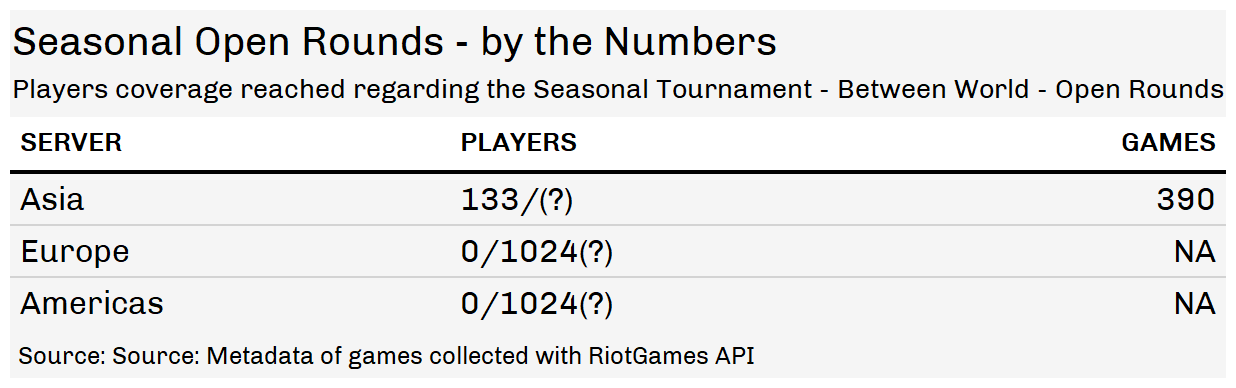 Seasonal Open Rounds - by the Numbers
Players coverage reached regarding the Seasonal Tournament - Between World - Open Rounds
SERVER PLAYERS GAMES
Asia 133/(?) 390
Europe 0/1024(?) NA
Americas 0/1024(?) NA
Source: Source: Metadata of games collected with RiotGames API